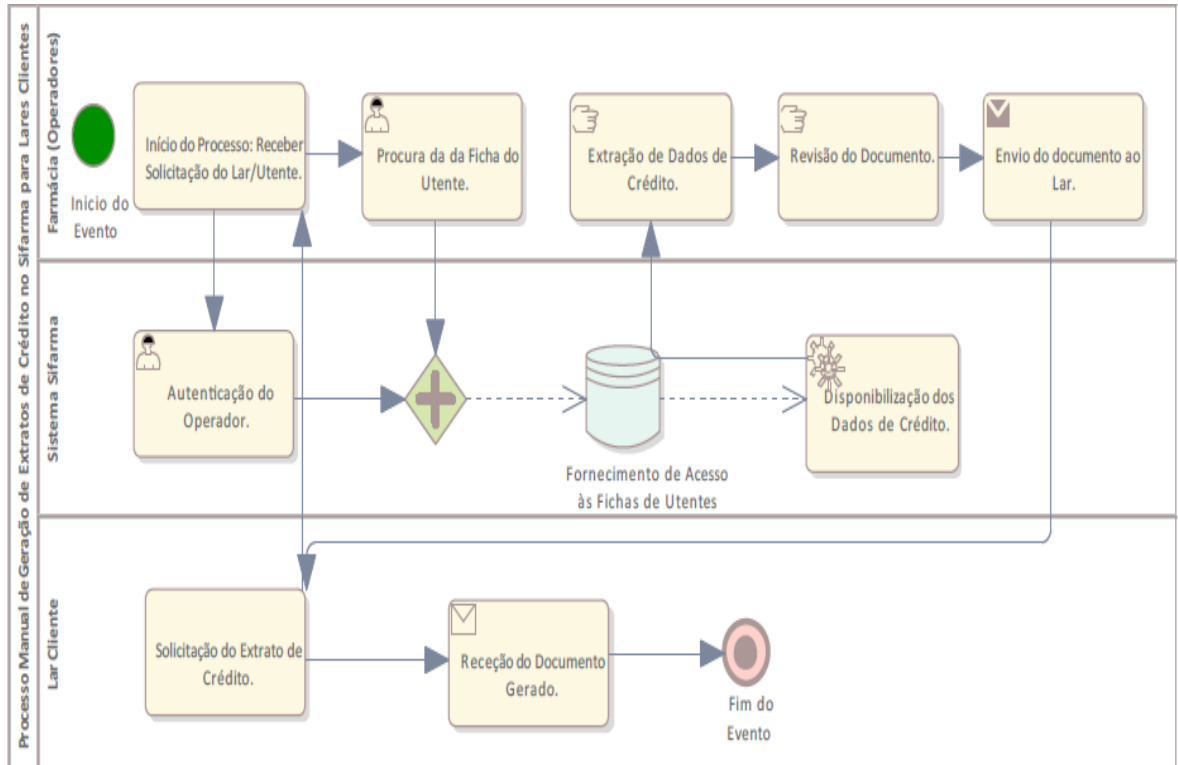 Processo Manual de Geração de Extratos de Crédito no Sifarma para Lares Clientes
Farmácia (Operadores)
Inicio do
Evento
Início do Processo: Receber
Solicitação do Lar/Utente.
Procura da da Ficha do
Utente.
Extração de Dados de
Crédito.
Revisão do Documento.
Envio do documento ao
Lar.
Sistema Sifarma
Autenticação do
Operador.
Fornecimento de Acesso
às Fichas de Utentes
Disponibilização dos
Dados de Crédito.
Lar Cliente
Solicitação do Extrato de
Crédito.
Receção do Documento
Gerado.
Fim do
Evento